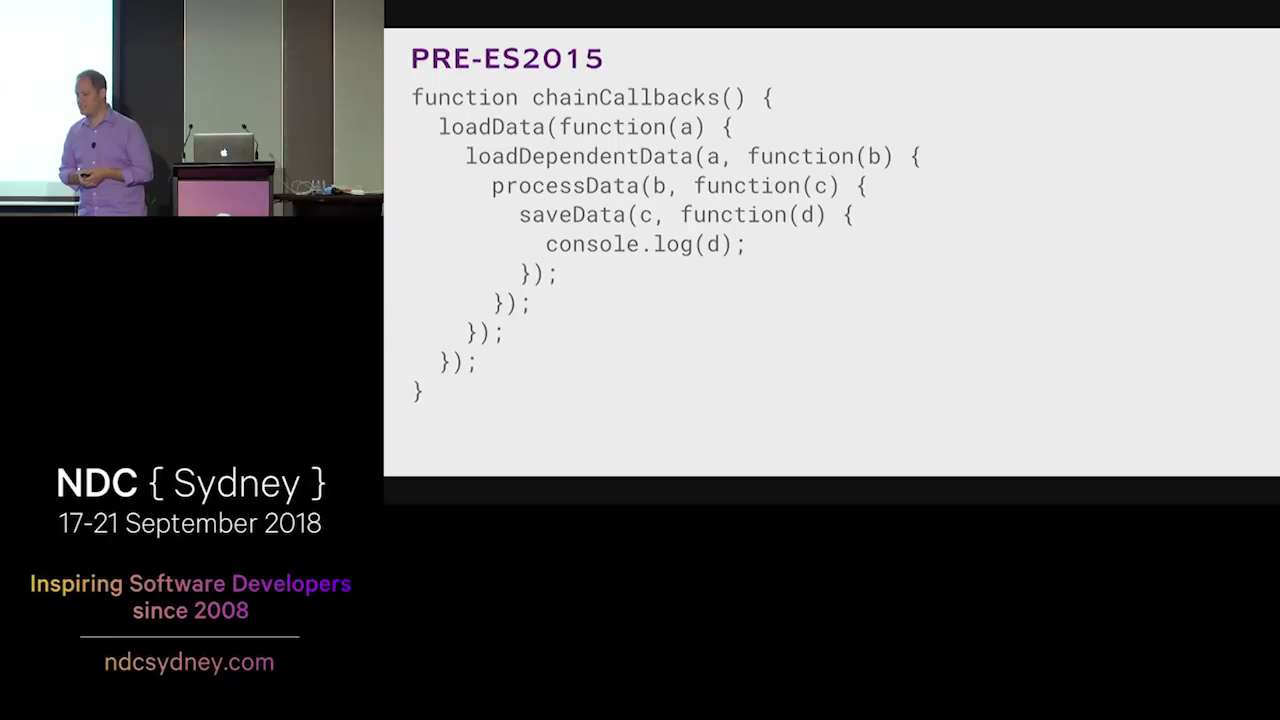 PRE-ES2015
function chainCallbacks() {
  loadData(function(a) {
    loadDependentData(a, function(b) {
      processData(b, function(c) {
        saveData(c, function(d) {
          console.log(d);
        });
      });
    });
  });
}
NDC { Sydney }
17-21 September 2018
Inspiring Software Developers
since 2008
ndcsydney.com